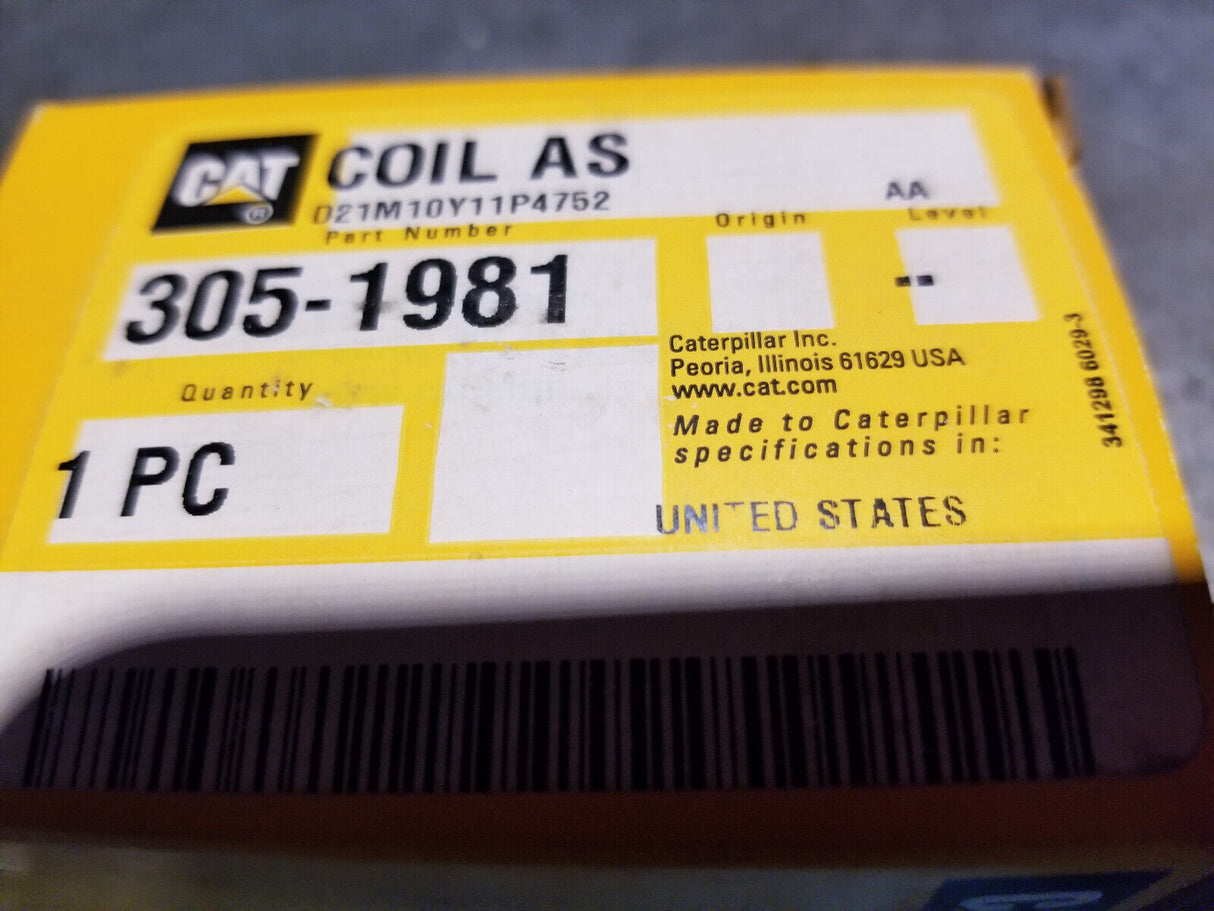 CAT
®
COIL AS
D21M10Y11P4752
AA
Part Number
Origin
Level
305-1981
--
Caterpillar Inc.
Peoria, Illinois 61629 USA
www.cat.com
Quantity
Made to Caterpillar
specifications in:
1 PC
UNITED STATES
341298 6029-3